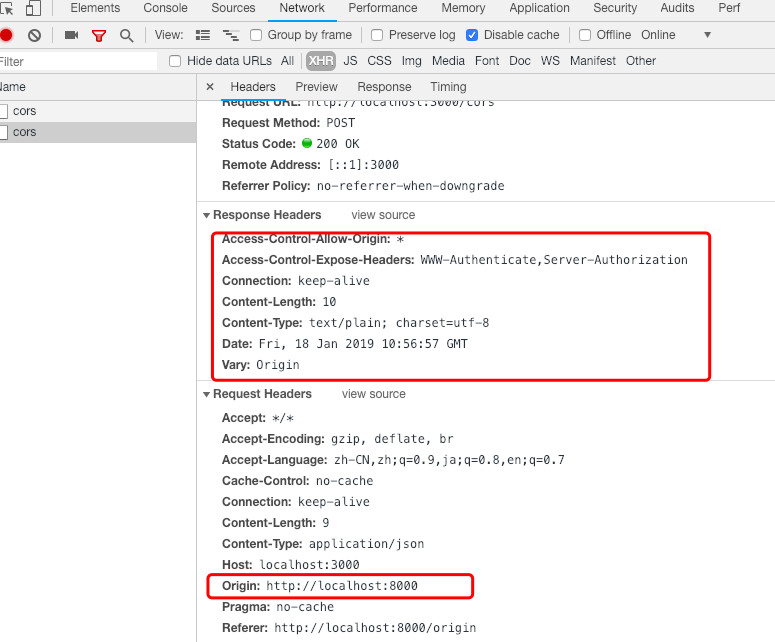 Elements Console Sources Network Performance Memory Application Security Audits Perf
View: Group by frame Preserve log Disable cache Offline Online
Filter Hide data URLs All XHR JS CSS Img Media Font Doc WS Manifest Other
Name × Headers Preview Response Timing
cors
cors
Request URL: http://localhost:3000/cors
Request Method: POST
Status Code: 200 OK
Remote Address: [::1]:3000
Referrer Policy: no-referrer-when-downgrade
Response Headers view source
Access-Control-Allow-Origin: *
Access-Control-Expose-Headers: WWW-Authenticate,Server-Authorization
Connection: keep-alive
Content-Length: 10
Content-Type: text/plain; charset=utf-8
Date: Fri, 18 Jan 2019 10:56:57 GMT
Vary: Origin
Request Headers view source
Accept: */*
Accept-Encoding: gzip, deflate, br
Accept-Language: zh-CN,zh;q=0.9,ja;q=0.8,en;q=0.7
Cache-Control: no-cache
Connection: keep-alive
Content-Length: 9
Content-Type: application/json
Host: localhost:3000
Origin: http://localhost:8000
Pragma: no-cache
Referer: http://localhost:8000/origin